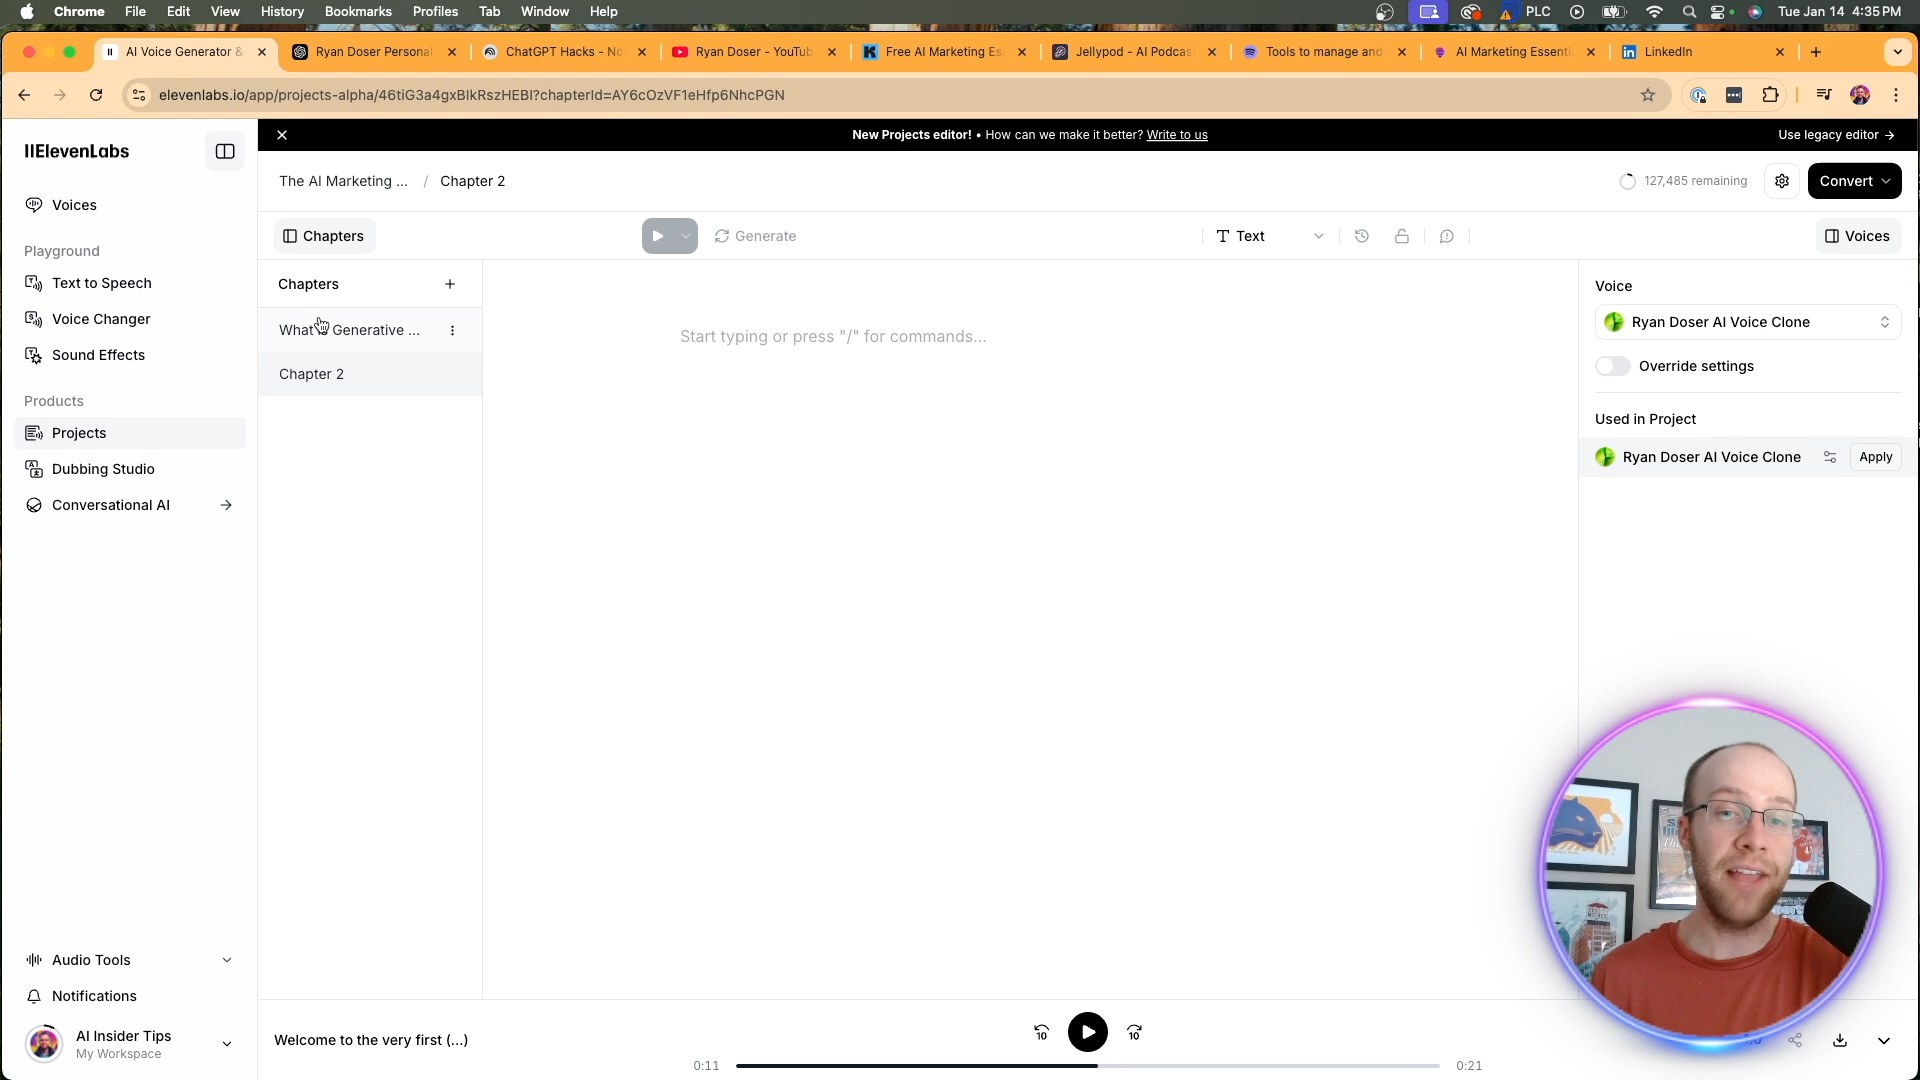 Chrome File Edit View History Bookmarks Profiles Tab Window Help PLC Tue Jan 14 4:35 PM
AI Voice Generator & Ryan Doser Persona ChatGPT Hacks - No Ryan Doser - YouTub Free AI Marketing Es Jellypod - AI Podcas Tools to manage and AI Marketing Essenti LinkedIn
elevenlabs.io/app/projects-alpha/46tiG3a4gxBlkRszHEBl?chapterId=AY6cOzVF1eHfp6NhcPGN
New Projects editor! • How can we make it better? Write to us
Use legacy editor →
IIElevenLabs
The AI Marketing ... / Chapter 2
127,485 remaining
Convert
Voices
Playground
Text to Speech
Voice Changer
Sound Effects
Products
Projects
Dubbing Studio
Conversational AI
Chapters
Generate
Text
Voices
Chapters
What Generative ...
Chapter 2
Start typing or press "/" for commands...
Voice
Ryan Doser AI Voice Clone
Override settings
Used in Project
Ryan Doser AI Voice Clone
Apply
Audio Tools
Notifications
AI Insider Tips
My Workspace
Welcome to the very first (...)
10
10
0:11
0:21